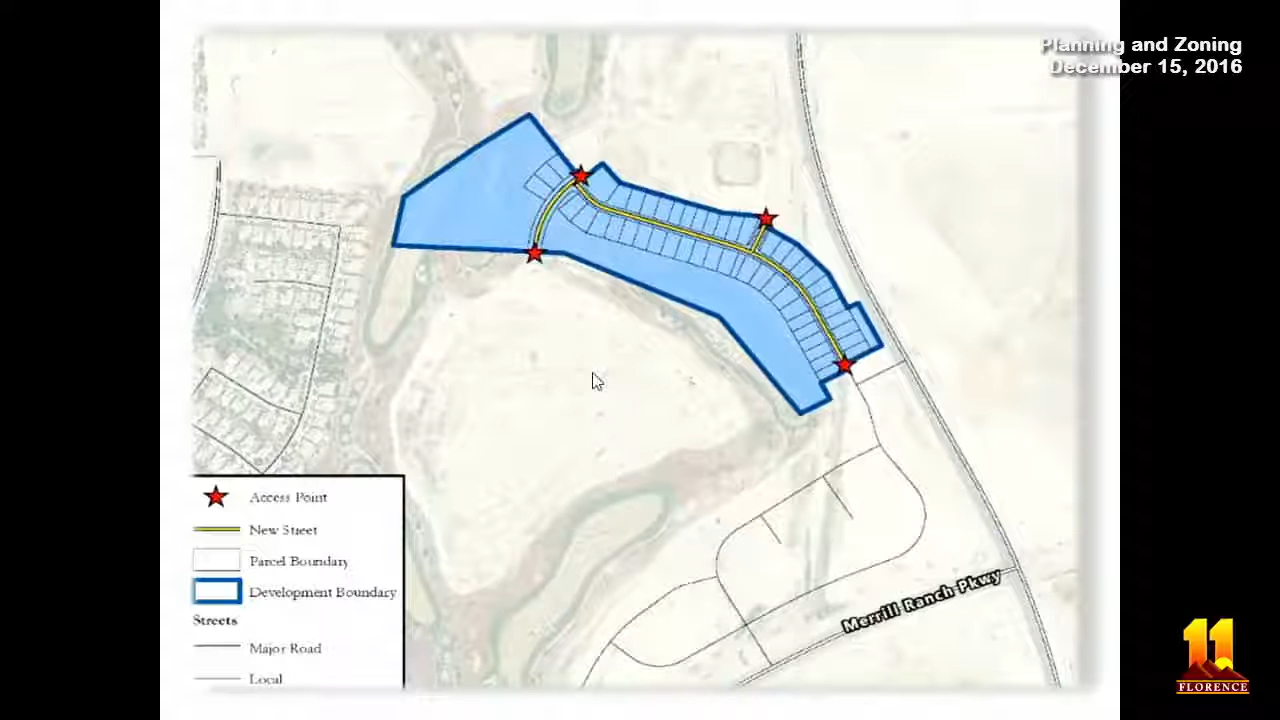 Planning and Zoning
December 15, 2016
Access Point
New Street
Parcel Boundary
Development Boundary
Streets
Major Road
Local
Merrill Ranch Pkwy
11
FLORENCE